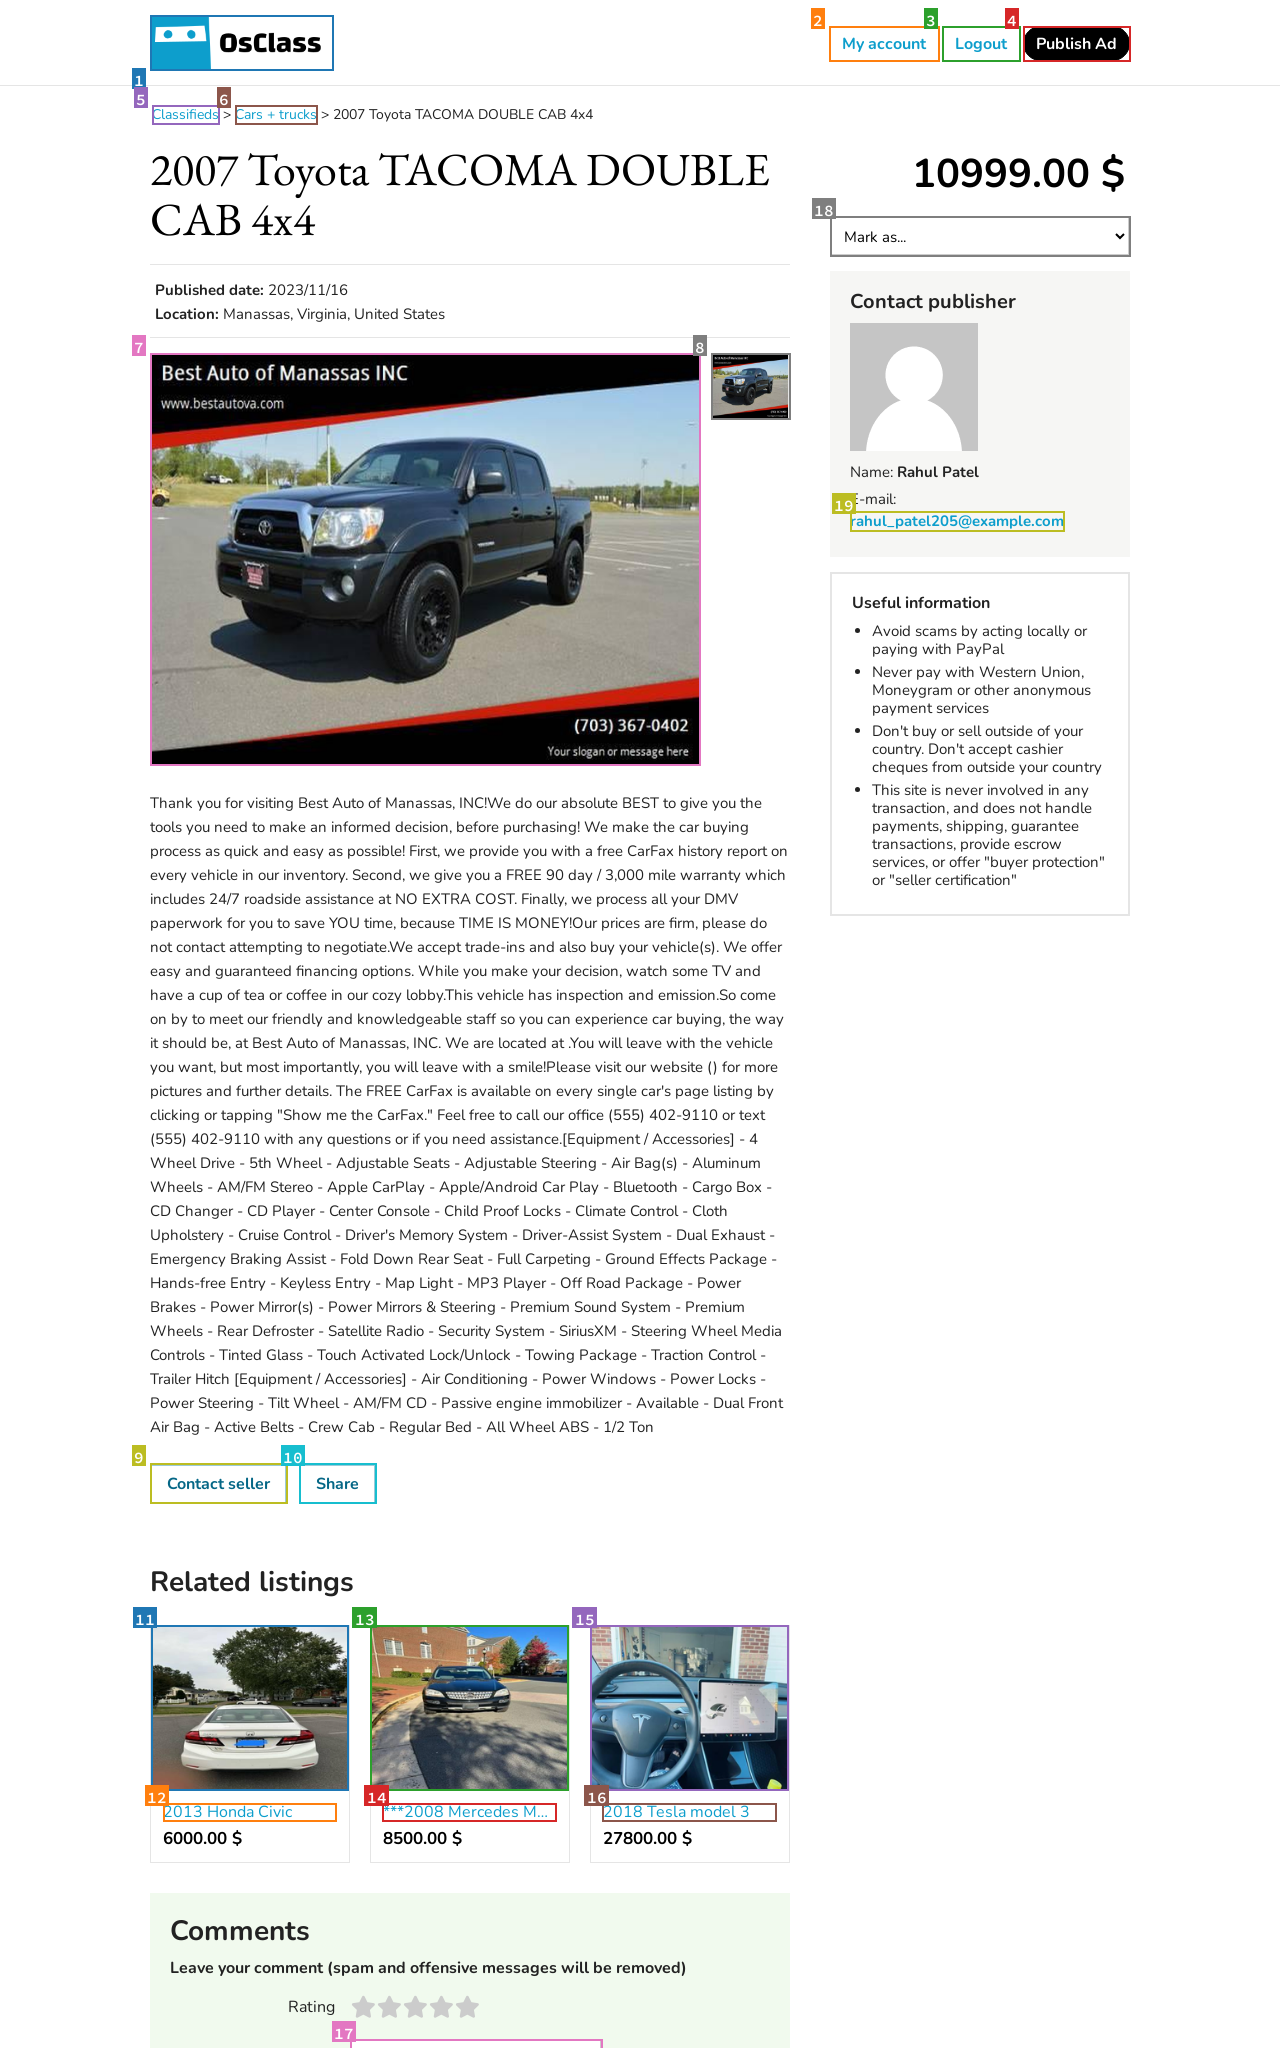 OsClass
2
My account
3
Logout
4
Publish Ad
1
5
Classifieds >
6
Cars + trucks > 2007 Toyota TACOMA DOUBLE CAB 4x4
2007 Toyota TACOMA DOUBLE
CAB 4x4
10999.00 $
18
Mark as...
Published date: 2023/11/16
Location: Manassas, Virginia, United States
7
Best Auto of Manassas INC
www.bestautova.com
(703) 367-0402
Your slogan or message here
8
Contact publisher
Name: Rahul Patel
E-mail:
19
rahul_patel205@example.com
Useful information
Avoid scams by acting locally or
paying with PayPal
Never pay with Western Union,
Moneygram or other anonymous
payment services
Don't buy or sell outside of your
country. Don't accept cashier
cheques from outside your country
This site is never involved in any
transaction, and does not handle
payments, shipping, guarantee
transactions, provide escrow
services, or offer "buyer protection"
or "seller certification"
Thank you for visiting Best Auto of Manassas, INC!We do our absolute BEST to give you the
tools you need to make an informed decision, before purchasing! We make the car buying
process as quick and easy as possible! First, we provide you with a free CarFax history report on
every vehicle in our inventory. Second, we give you a FREE 90 day / 3,000 mile warranty which
includes 24/7 roadside assistance at NO EXTRA COST. Finally, we process all your DMV
paperwork for you to save YOU time, because TIME IS MONEY!Our prices are firm, please do
not contact attempting to negotiate.We accept trade-ins and also buy your vehicle(s). We offer
easy and guaranteed financing options. While you make your decision, watch some TV and
have a cup of tea or coffee in our cozy lobby.This vehicle has inspection and emission.So come
on by to meet our friendly and knowledgeable staff so you can experience car buying, the way
it should be, at Best Auto of Manassas, INC. We are located at .You will leave with the vehicle
you want, but most importantly, you will leave with a smile!Please visit our website () for more
pictures and further details. The FREE CarFax is available on every single car's page listing by
clicking or tapping "Show me the CarFax." Feel free to call our office (555) 402-9110 or text
(555) 402-9110 with any questions or if you need assistance.[Equipment / Accessories] - 4
Wheel Drive - 5th Wheel - Adjustable Seats - Adjustable Steering - Air Bag(s) - Aluminum
Wheels - AM/FM Stereo - Apple CarPlay - Apple/Android Car Play - Bluetooth - Cargo Box -
CD Changer - CD Player - Center Console - Child Proof Locks - Climate Control - Cloth
Upholstery - Cruise Control - Driver's Memory System - Driver-Assist System - Dual Exhaust -
Emergency Braking Assist - Fold Down Rear Seat - Full Carpeting - Ground Effects Package -
Hands-free Entry - Keyless Entry - Map Light - MP3 Player - Off Road Package - Power
Brakes - Power Mirror(s) - Power Mirrors & Steering - Premium Sound System - Premium
Wheels - Rear Defroster - Satellite Radio - Security System - SiriusXM - Steering Wheel Media
Controls - Tinted Glass - Touch Activated Lock/Unlock - Towing Package - Traction Control -
Trailer Hitch [Equipment / Accessories] - Air Conditioning - Power Windows - Power Locks -
Power Steering - Tilt Wheel - AM/FM CD - Passive engine immobilizer - Available - Dual Front
Air Bag - Active Belts - Crew Cab - Regular Bed - All Wheel ABS - 1/2 Ton
9
Contact seller
10
Share
Related listings
11
13
15
12
2013 Honda Civic
6000.00 $
14
***2008 Mercedes M...
8500.00 $
16
2018 Tesla model 3
27800.00 $
Comments
Leave your comment (spam and offensive messages will be removed)
Rating
17